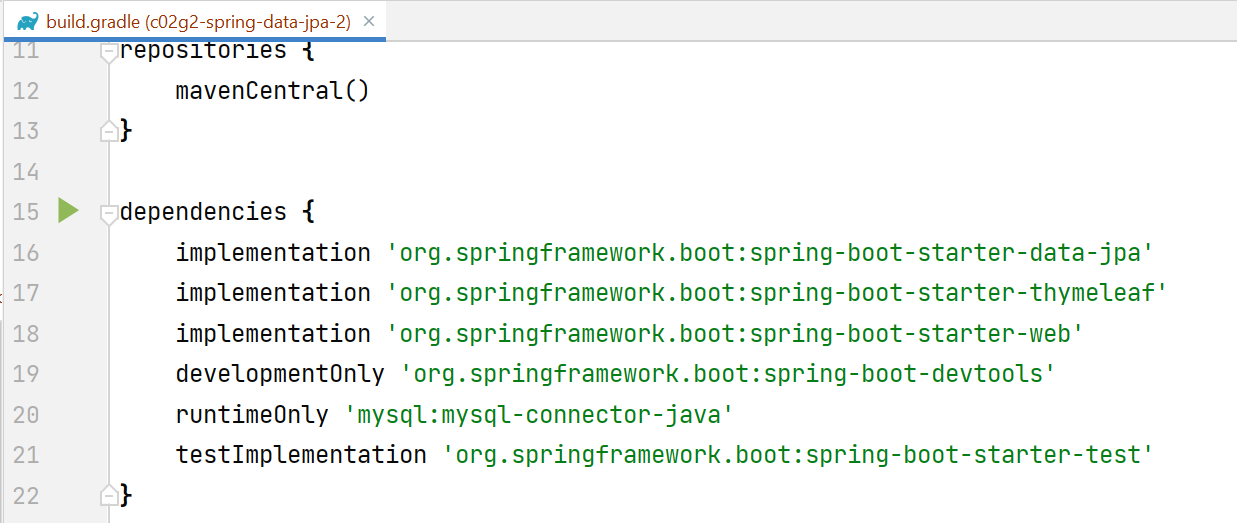 build.gradle (c02g2-spring-data-jpa-2)
11 repositories {
12 mavenCentral()
13 }
14
15 dependencies {
16 implementation 'org.springframework.boot:spring-boot-starter-data-jpa'
17 implementation 'org.springframework.boot:spring-boot-starter-thymeleaf'
18 implementation 'org.springframework.boot:spring-boot-starter-web'
19 developmentOnly 'org.springframework.boot:spring-boot-devtools'
20 runtimeOnly 'mysql:mysql-connector-java'
21 testImplementation 'org.springframework.boot:spring-boot-starter-test'
22 }